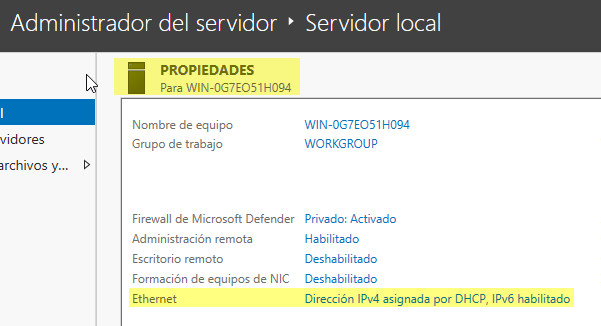 Administrador del servidor ‣ Servidor local
PROPIEDADES
Para WIN-0G7EO51H094
l
vidores
archivos y...
Nombre de equipo WIN-0G7EO51H094
Grupo de trabajo WORKGROUP
Firewall de Microsoft Defender Privado: Activado
Administración remota Habilitado
Escritorio remoto Deshabilitado
Formación de equipos de NIC Deshabilitado
Ethernet Dirección IPv4 asignada por DHCP, IPv6 habilitado